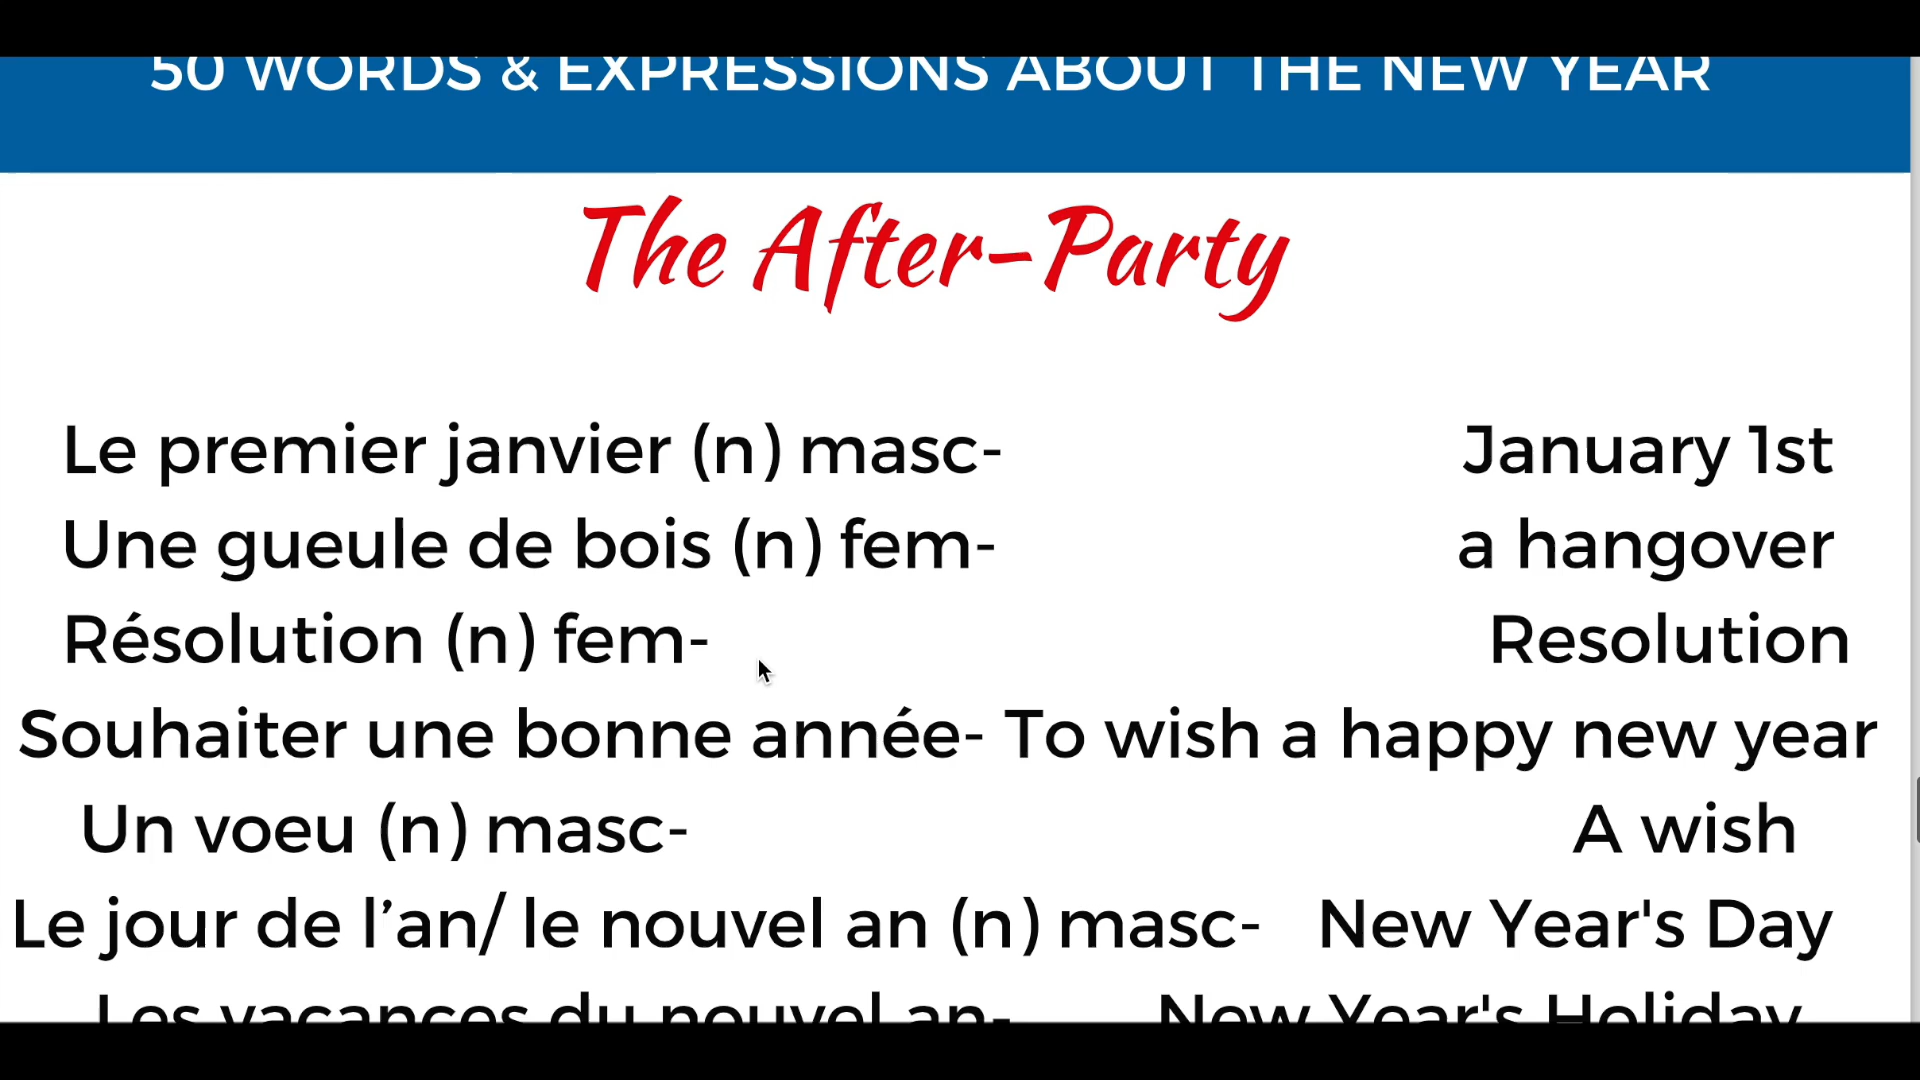 50 WORDS & EXPRESSIONS ABOUT THE NEW YEAR
The After-Party
Le premier janvier (n) masc- January 1st
Une gueule de bois (n) fem- a hangover
Résolution (n) fem- Resolution
Souhaiter une bonne année- To wish a happy new year
Un voeu (n) masc- A wish
Le jour de l’an/ le nouvel an (n) masc- New Year's Day
Les vacances du nouvel an- New Year's Holiday